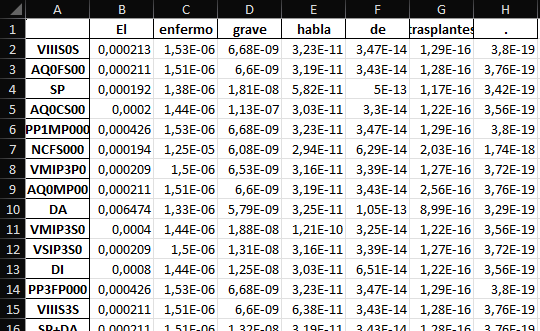 A B C D E F G H
1 El enfermo grave habla de trasplantes .
2 VIIIS0S 0,000213 1,53E-06 6,68E-09 3,23E-11 3,47E-14 1,29E-16 3,8E-19
3 AQ0FS00 0,000211 1,51E-06 6,6E-09 3,19E-11 3,43E-14 1,28E-16 3,76E-19
4 SP 0,000192 1,38E-06 1,81E-08 5,82E-11 5E-13 1,17E-16 3,42E-19
5 AQ0CS00 0,0002 1,44E-06 1,13E-07 3,03E-11 3,3E-14 1,22E-16 3,56E-19
6 PP1MP000 0,000426 1,53E-06 6,68E-09 3,23E-11 3,47E-14 1,29E-16 3,8E-19
7 NCFS000 0,000194 1,25E-05 6,08E-09 2,94E-11 6,29E-14 2,03E-16 1,74E-18
8 VMIP3P0 0,000209 1,5E-06 6,53E-09 3,16E-11 3,39E-14 1,27E-16 3,72E-19
9 AQ0MP00 0,000211 1,51E-06 6,6E-09 3,19E-11 3,43E-14 2,56E-16 3,76E-19
10 DA 0,006474 1,33E-06 5,79E-09 3,25E-11 1,05E-13 8,99E-16 3,29E-19
11 VMIP3S0 0,0004 1,44E-06 1,88E-08 1,21E-10 3,25E-14 1,22E-16 3,56E-19
12 VSIP3S0 0,000209 1,5E-06 1,31E-08 3,16E-11 3,39E-14 1,27E-16 3,72E-19
13 DI 0,0008 1,44E-06 1,25E-08 3,03E-11 6,51E-14 1,22E-16 3,56E-19
14 PP3FP000 0,000426 1,53E-06 6,68E-09 3,23E-11 3,47E-14 1,29E-16 3,8E-19
15 VIIIS3S 0,000211 1,51E-06 6,6E-09 6,38E-11 3,43E-14 1,28E-16 3,76E-19
16 SP+DA 0,000211 1,51E-06 1,32E-08 3,19E-11 3,43E-14 1,28E-16 3,76E-19